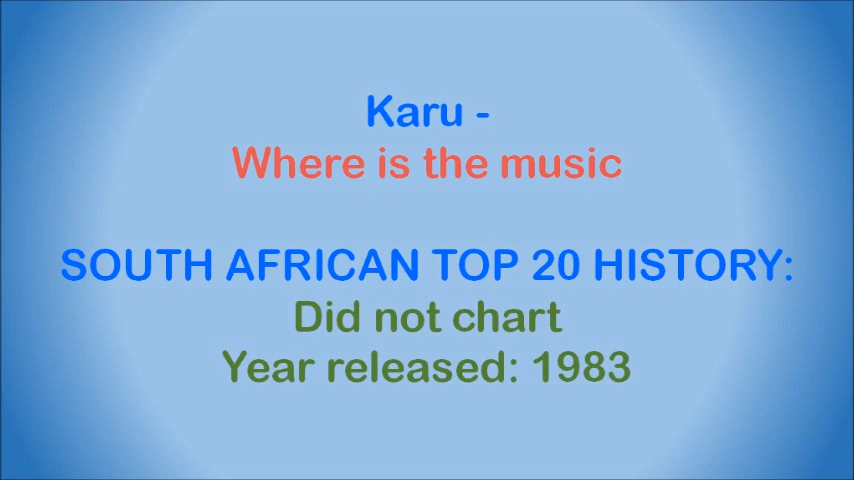 Karu -
Where is the music
SOUTH AFRICAN TOP 20 HISTORY:
Did not chart
Year released: 1983